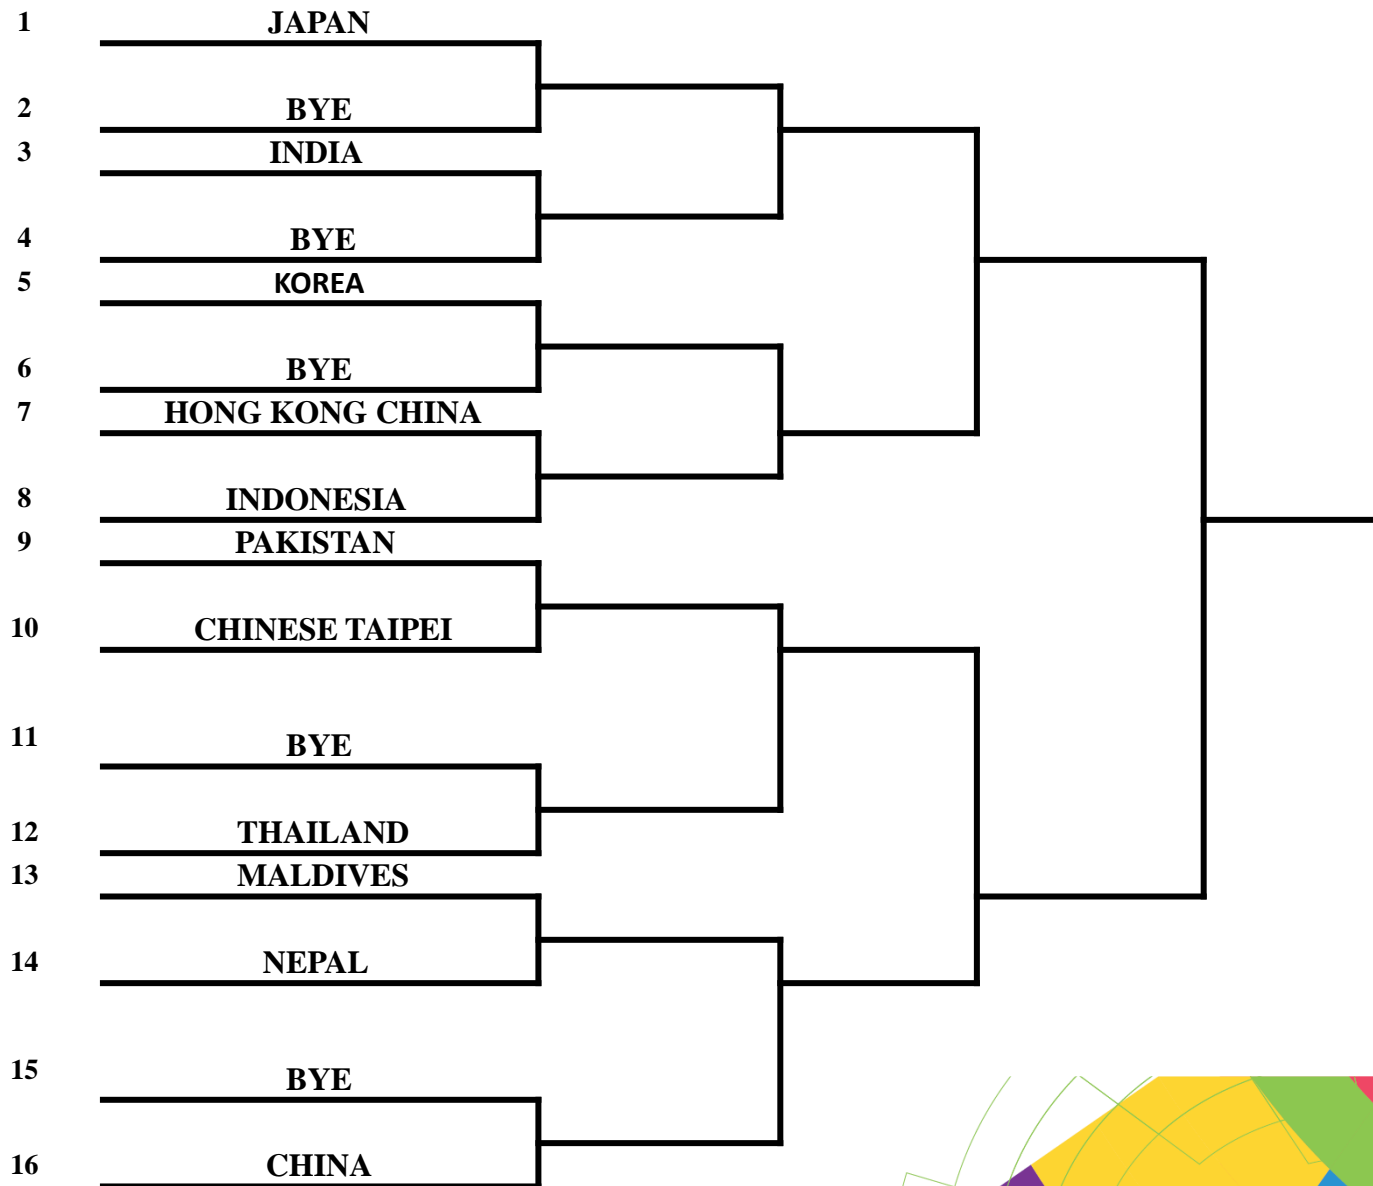 1 JAPAN
2 BYE
3 INDIA
4 BYE
5 KOREA
6 BYE
7 HONG KONG CHINA
8 INDONESIA
9 PAKISTAN
10 CHINESE TAIPEI
11 BYE
12 THAILAND
13 MALDIVES
14 NEPAL
15 BYE
16 CHINA